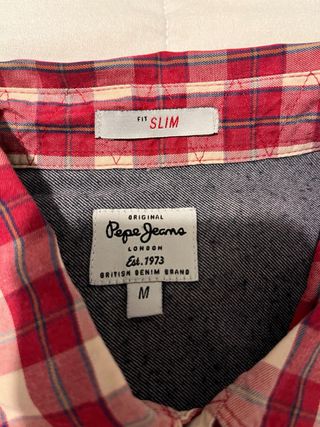 FIT SLIM
ORIGINAL
Pepe Jeans
LONDON
Est. 1973
BRITISH DENIM BRAND
M